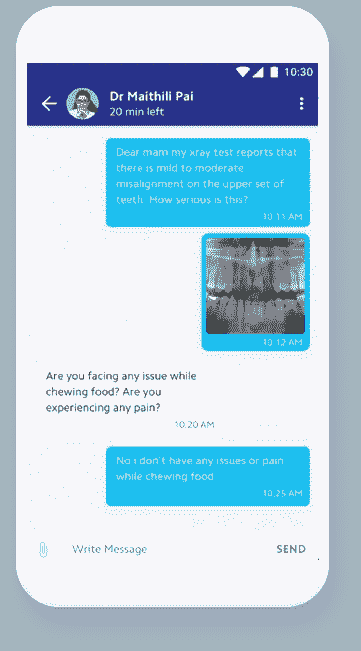 10:30
Dr Maithili Pai
20 min left
Dear mam my xray test reports that
there is mild to moderate
misaligment on the upper set of
teeth. How serious is this?
10:11 AM
10:12 AM
Are you facing any issue while
chewing food? Are you
experiencing any pain?
10:20 AM
No i don't have any issues or pain
while chewing food
10:25 AM
Write Message
SEND